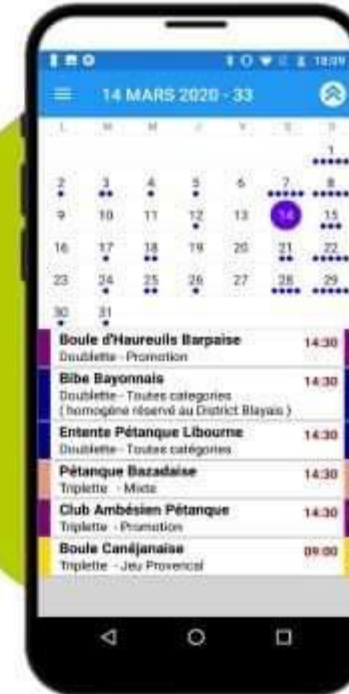 18:09
14 MARS 2020 - 33
L M M J V S D
1
2 3 4 5 6 7 8
9 10 11 12 13 14 15
16 17 18 19 20 21 22
23 24 25 26 27 28 29
30 31
Boule d'Haureuils Barpaise 14:30
Doublette - Promotion
Bibe Bayonnais 14:30
Doublette - Toutes categories
( homogène réservé au District Blayais )
Entente Pétanque Libourne 14:30
Doublette - Toutes catégories
Pétanque Bazadaise 14:30
Triplette - Mixte
Club Ambésien Pétanque 14:30
Triplette - Promotion
Boule Canéjanaise 09:00
Triplette - Jeu Provencal